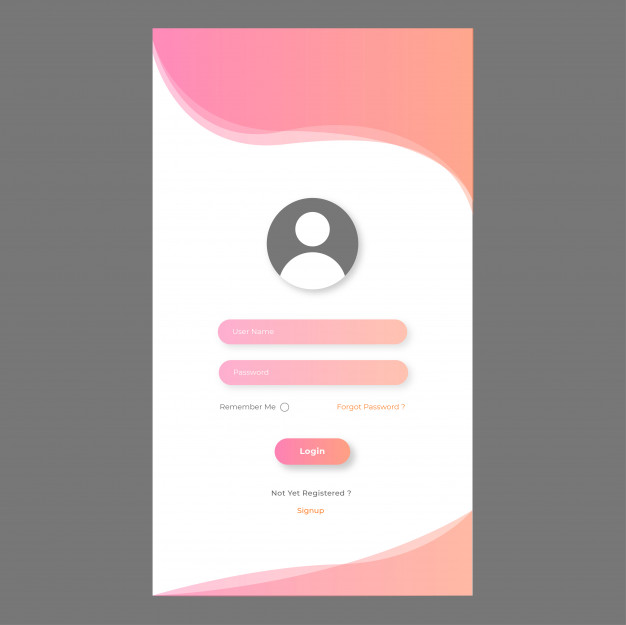 User Name
Password
Remember Me
Forgot Password ?
Login
Not Yet Registered ?
Signup